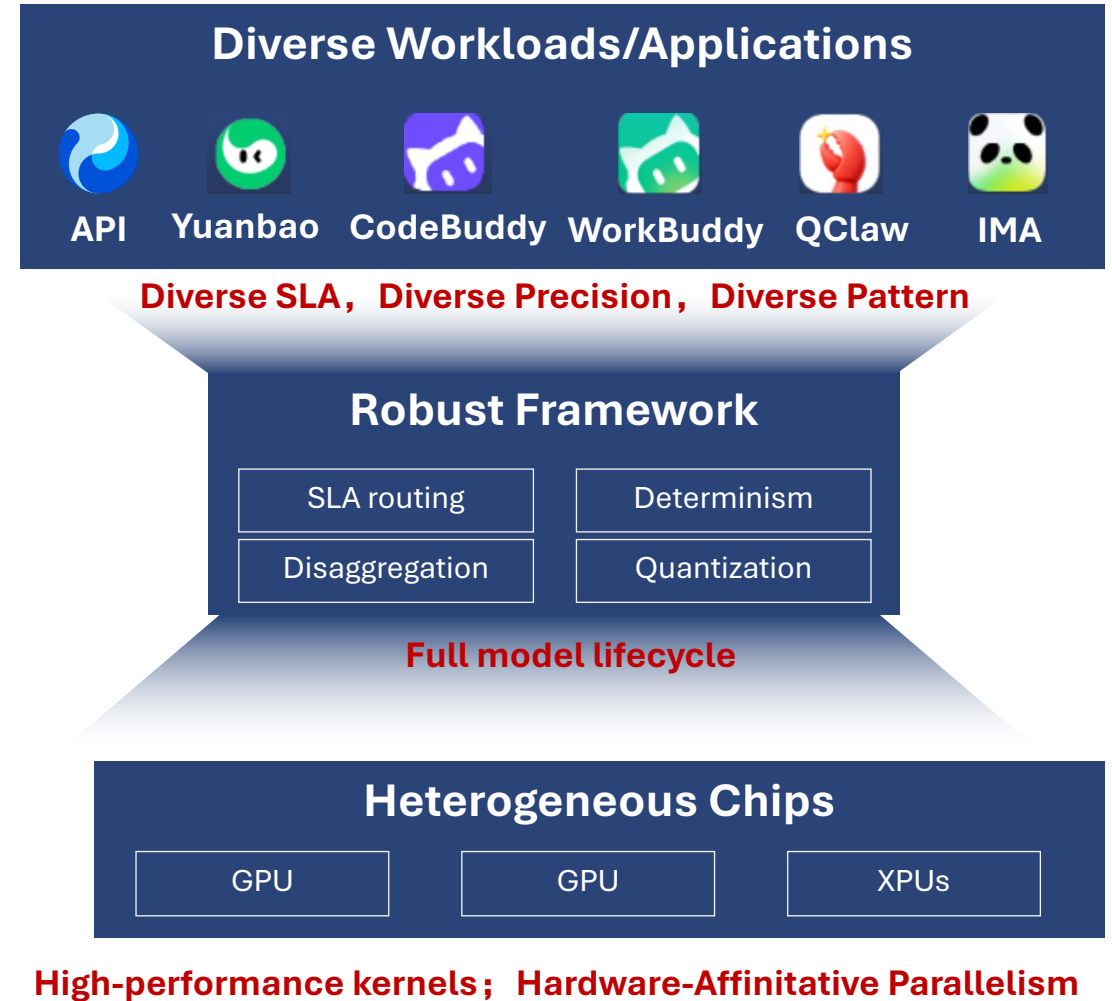 Diverse Workloads/Applications
API Yuanbao CodeBuddy WorkBuddy QClaw IMA
Diverse SLA，Diverse Precision，Diverse Pattern
Robust Framework
SLA routing Determinism
Disaggregation Quantization
Full model lifecycle
Heterogeneous Chips
GPU GPU XPUs
High-performance kernels；Hardware-Affinitative Parallelism